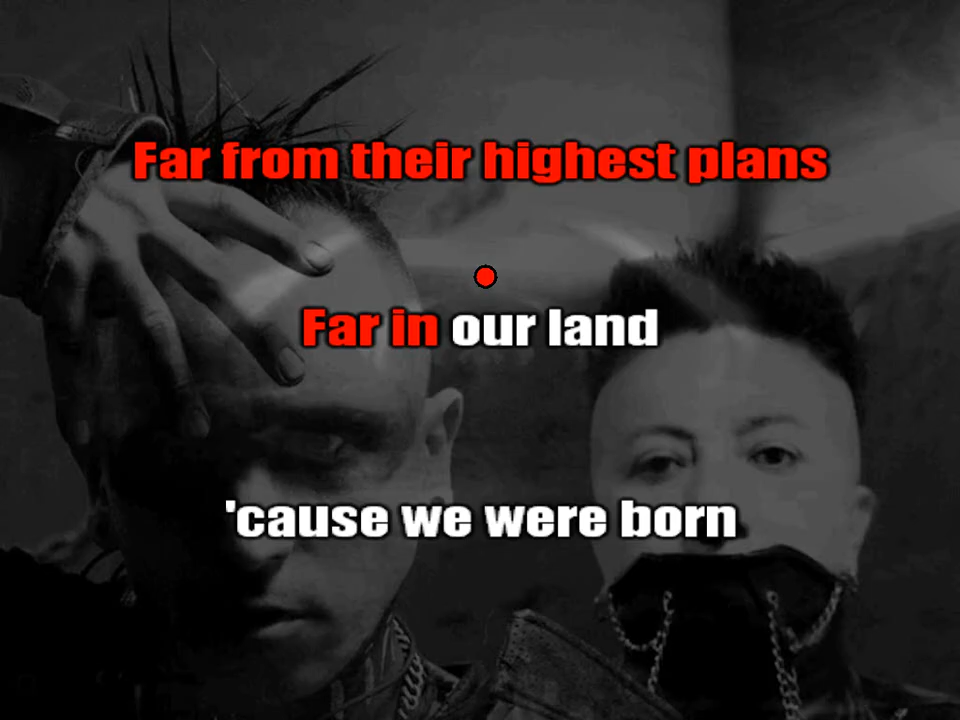 Far from their highest plans
Far in our land
'cause we were born